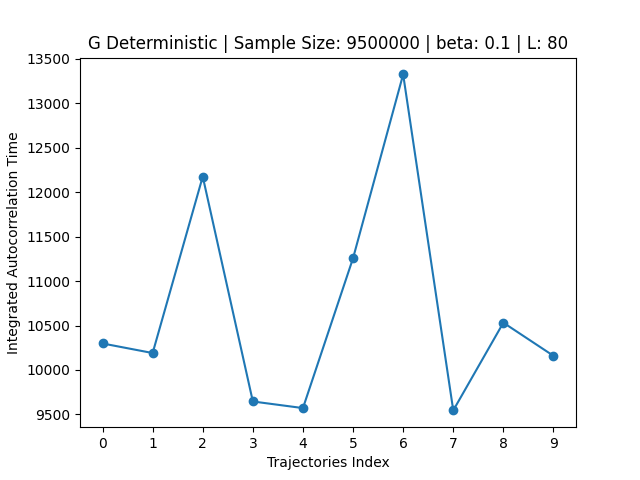 G Deterministic | Sample Size: 9500000 | beta: 0.1 | L: 80
Integrated Autocorrelation Time
13500
13000
12500
12000
11500
11000
10500
10000
9500
0 1 2 3 4 5 6 7 8 9
Trajectories Index